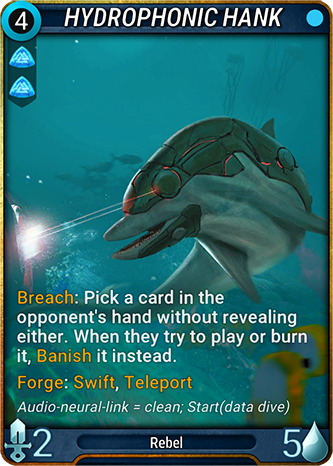 4
HYDROPHONIC HANK
Breach: Pick a card in the
opponent's hand without revealing
either. When they try to play or burn
it, Banish it instead.
Forge: Swift, Teleport
Audio-neural-link = clean; Start(data dive)
2
Rebel
5